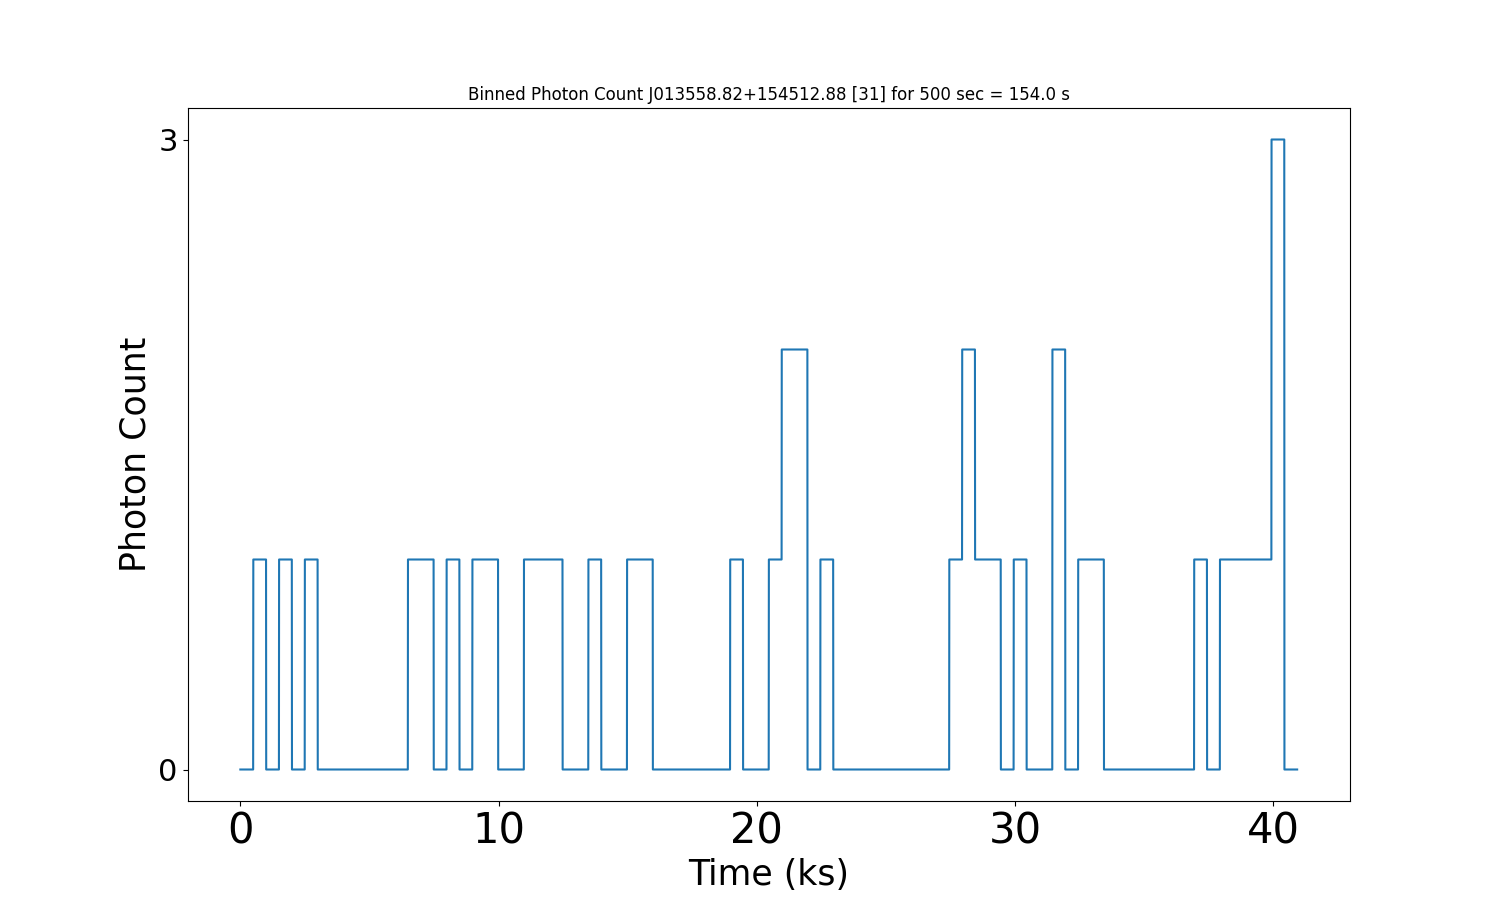 Binned Photon Count J013558.82+154512.88 [31] for 500 sec = 154.0 s
3
Photon Count
0
0 10 20 30 40
Time (ks)